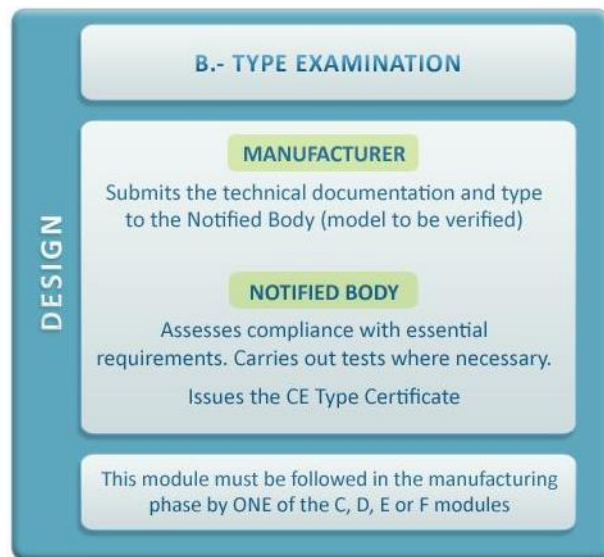 B.- TYPE EXAMINATION
DESIGN
MANUFACTURER
Submits the technical documentation and type
to the Notified Body (model to be verified)
NOTIFIED BODY
Assesses compliance with essential
requirements. Carries out tests where necessary.
Issues the CE Type Certificate
This module must be followed in the manufacturing
phase by ONE of the C, D, E or F modules